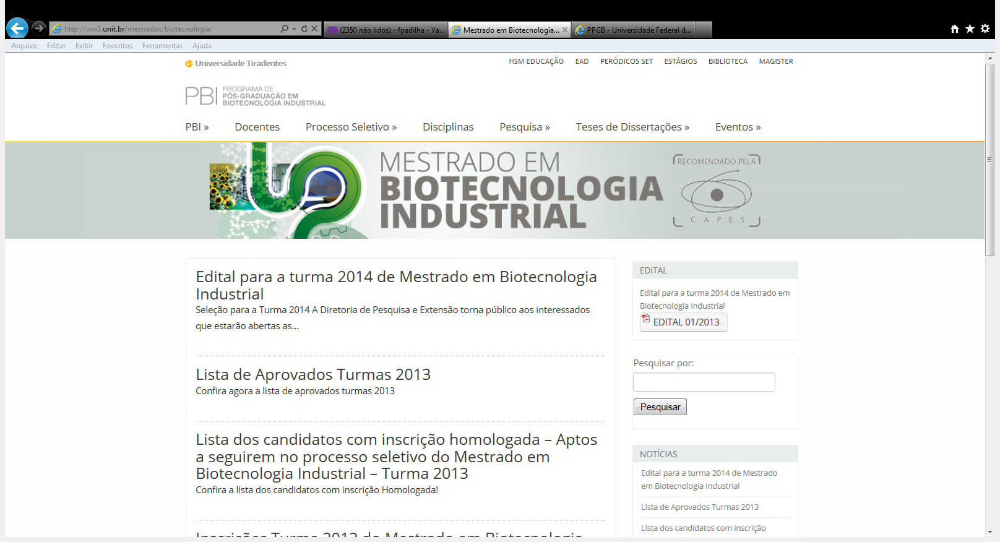 http://ww3.unit.br/mestrados/biotecnologia/
(2350 não lidos) - fpadilha - Ya...
Mestrado em Biotecnologia...
PPGB - Universidade Federal d...
Arquivo Editar Exibir Favoritos Ferramentas Ajuda
Universidade Tiradentes
HSM EDUCAÇÃO EAD PERÓDICOS SET ESTÁGIOS BIBLIOTECA MAGISTER
PBI
PROGRAMA DE
PÓS-GRADUAÇÃO EM
BIOTECNOLOGIA INDUSTRIAL
PBI » Docentes Processo Seletivo » Disciplinas Pesquisa » Teses de Dissertações » Eventos »
MESTRADO EM
BIOTECNOLOGIA
INDUSTRIAL
RECOMENDADO PELA
CAPES
Edital para a turma 2014 de Mestrado em Biotecnologia
Industrial
Seleção para a Turma 2014 A Diretoria de Pesquisa e Extensão torna público aos interessados
que estarão abertas as...
Lista de Aprovados Turmas 2013
Confira agora a lista de aprovados turmas 2013
Lista dos candidatos com inscrição homologada – Aptos
a seguirem no processo seletivo do Mestrado em
Biotecnologia Industrial – Turma 2013
Confira a lista dos candidatos com inscrição Homologada!
Inscrições Turma 2013 do Mestrado em Biotecnologia
EDITAL
Edital para a turma 2014 de Mestrado em
Biotecnologia Industrial
EDITAL 01/2013
Pesquisar por:
Pesquisar
NOTÍCIAS
Edital para a turma 2014 de Mestrado
em Biotecnologia Industrial
Lista de Aprovados Turmas 2013
Lista dos candidatos com inscrição